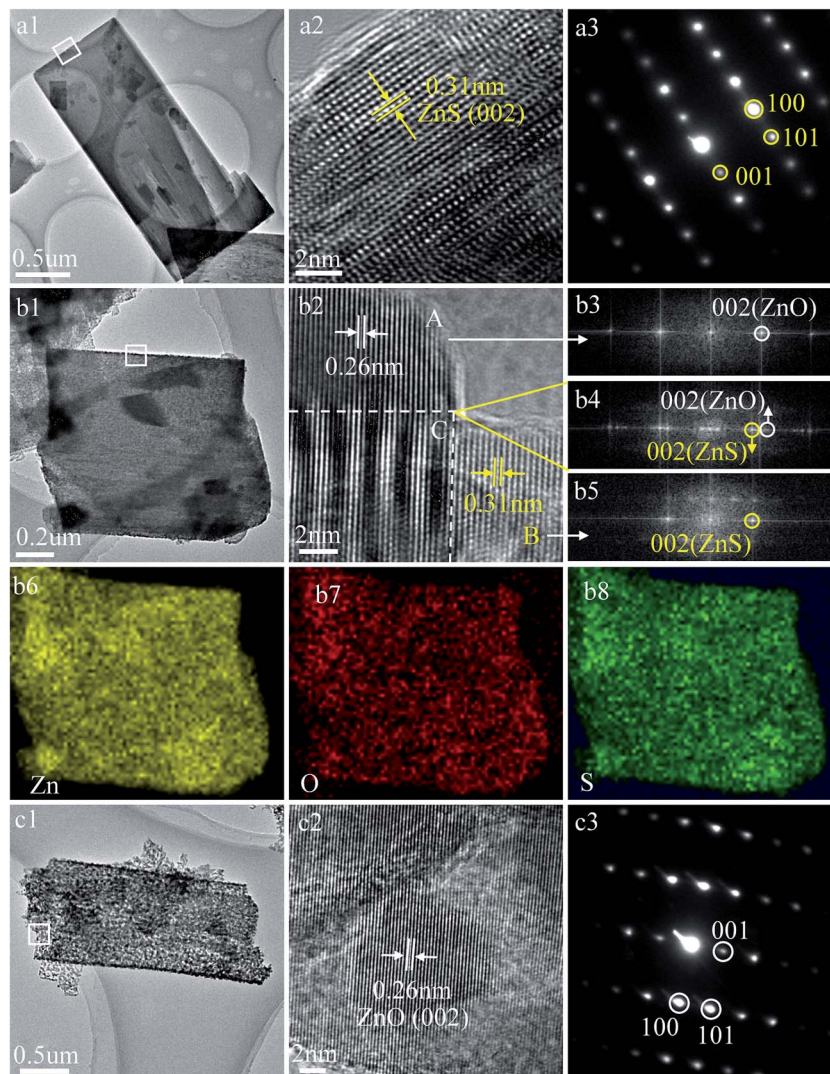 a1
0.5um
a2
0.31nm
ZnS (002)
2nm
a3
100
101
001
b1
0.2um
b2
A
0.26nm
C
0.31nm
B
2nm
b3
002(ZnO)
b4
002(ZnO)
002(ZnS)
b5
002(ZnS)
b6
Zn
b7
O
b8
S
c1
0.5um
c2
0.26nm
ZnO (002)
2nm
c3
001
100
101